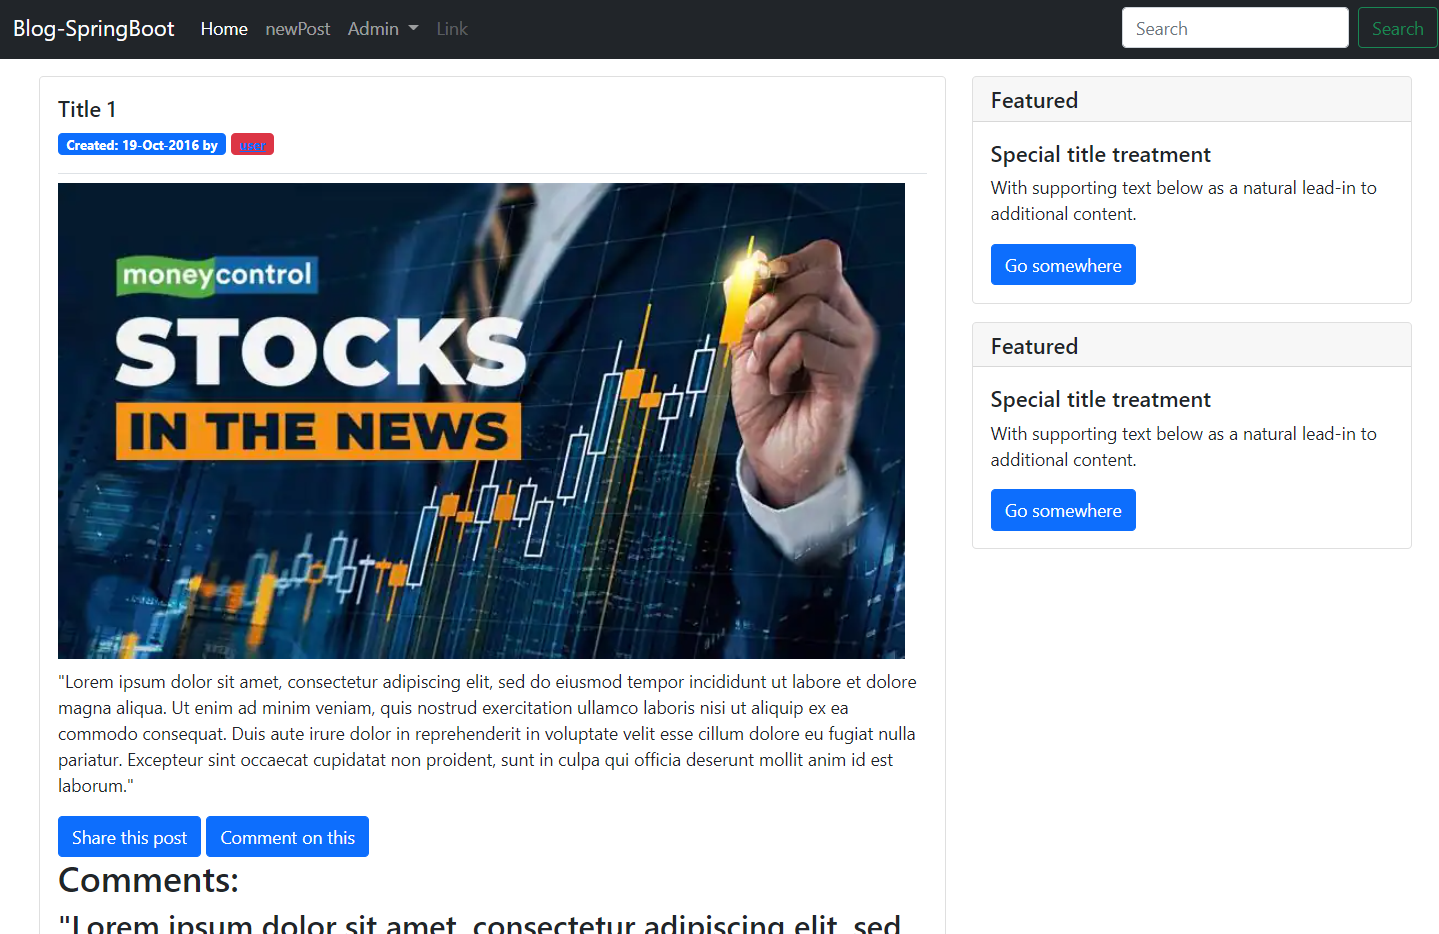 Blog-SpringBoot Home newPost Admin Link Search Search
Title 1
Created: 19-Oct-2016 by user
moneycontrol
STOCKS
IN THE NEWS
"Lorem ipsum dolor sit amet, consectetur adipiscing elit, sed do eiusmod tempor incididunt ut labore et dolore
magna aliqua. Ut enim ad minim veniam, quis nostrud exercitation ullamco laboris nisi ut aliquip ex ea
commodo consequat. Duis aute irure dolor in reprehenderit in voluptate velit esse cillum dolore eu fugiat nulla
pariatur. Excepteur sint occaecat cupidatat non proident, sunt in culpa qui officia deserunt mollit anim id est
laborum."
Share this post Comment on this
Comments:
"Lorem ipsum dolor sit amet, consectetur adipiscing elit, sed
Featured
Special title treatment
With supporting text below as a natural lead-in to
additional content.
Go somewhere
Featured
Special title treatment
With supporting text below as a natural lead-in to
additional content.
Go somewhere